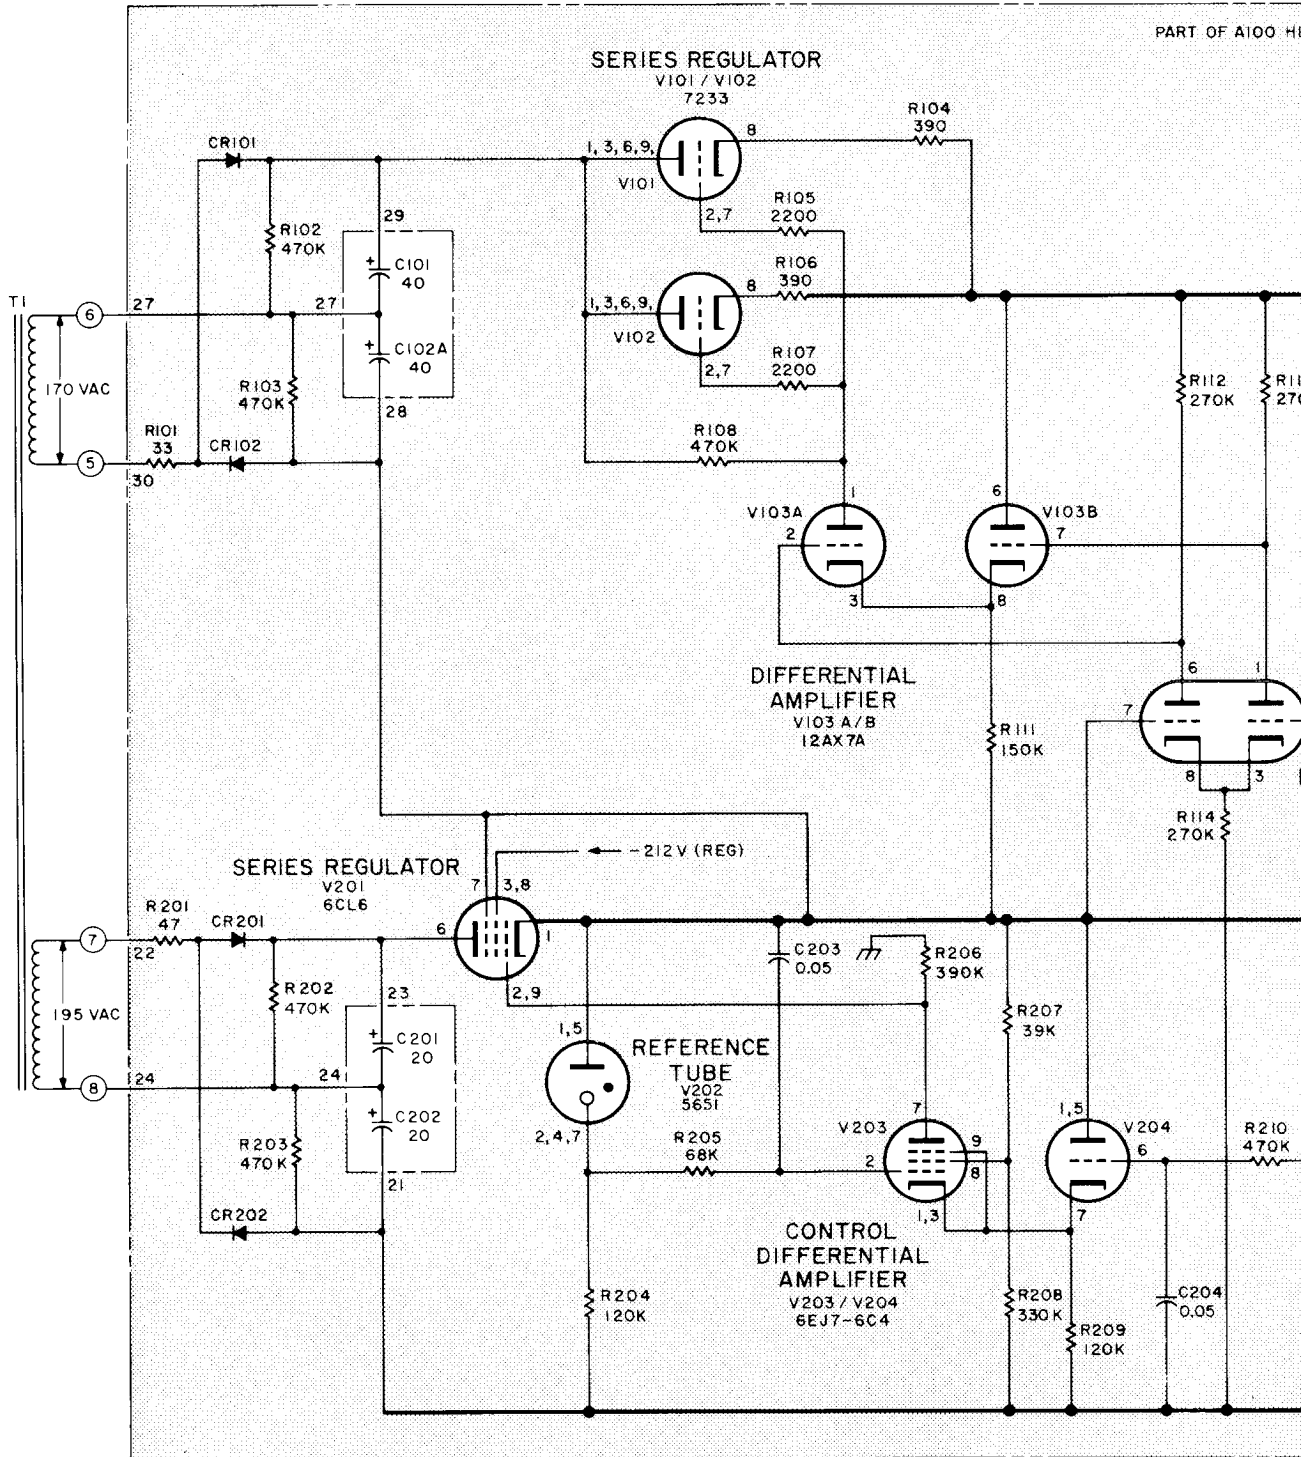 PART OF A100
SERIES REGULATOR
V101 / V102
7233
R104
390
CR101
8
1, 3, 6, 9,
V101
R105
2200
2,7
29
R102
470K
R106
390
C101
40
8
T1
6
27
27
1,3,6,9,
V102
C102A
40
R107
2200
2,7
170 VAC
R103
470K
R112
270K
28
R108
470K
R101
33
CR102
5
30
1
6
V103A
V103B
2
7
3
8
DIFFERENTIAL
AMPLIFIER
V103 A/B
12AX7A
6
1
7
R111
150K
8
3
R114
270K
-212V (REG)
SERIES REGULATOR
V201
6CL6
7
3,8
R201
47
CR201
7
22
6
1
C203
0.05
R206
390K
R202
470K
23
2,9
195 VAC
R207
39K
1,5
C201
20
REFERENCE
TUBE
V202
5651
8
24
24
C202
20
2,4,7
7
1,5
V203
V204
R203
470K
R205
68K
9
2
8
6
R210
470K
21
CR202
1,3
7
CONTROL
DIFFERENTIAL
AMPLIFIER
V203 / V204
6EJ7-6C4
R204
120K
R208
330K
C204
0.05
R209
120K